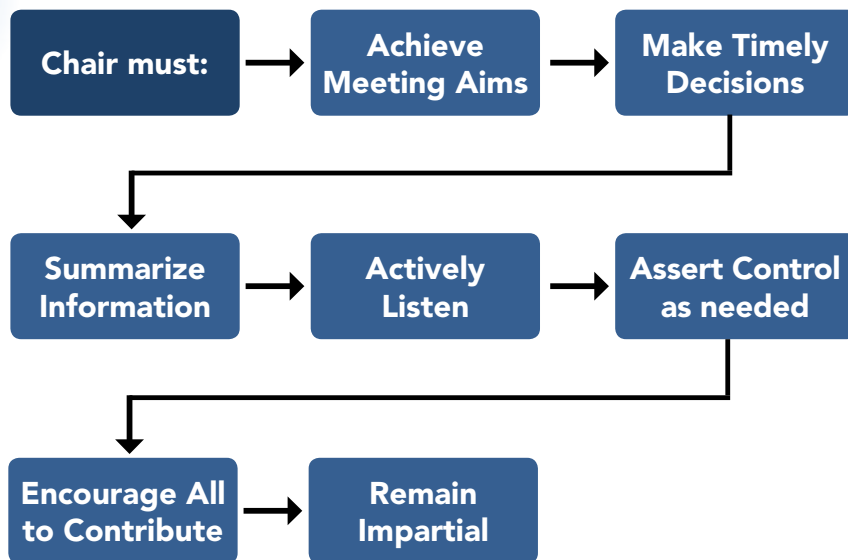 Chair must:
Achieve
Meeting Aims
Make Timely
Decisions
Summarize
Information
Actively
Listen
Assert Control
as needed
Encourage All
to Contribute
Remain
Impartial